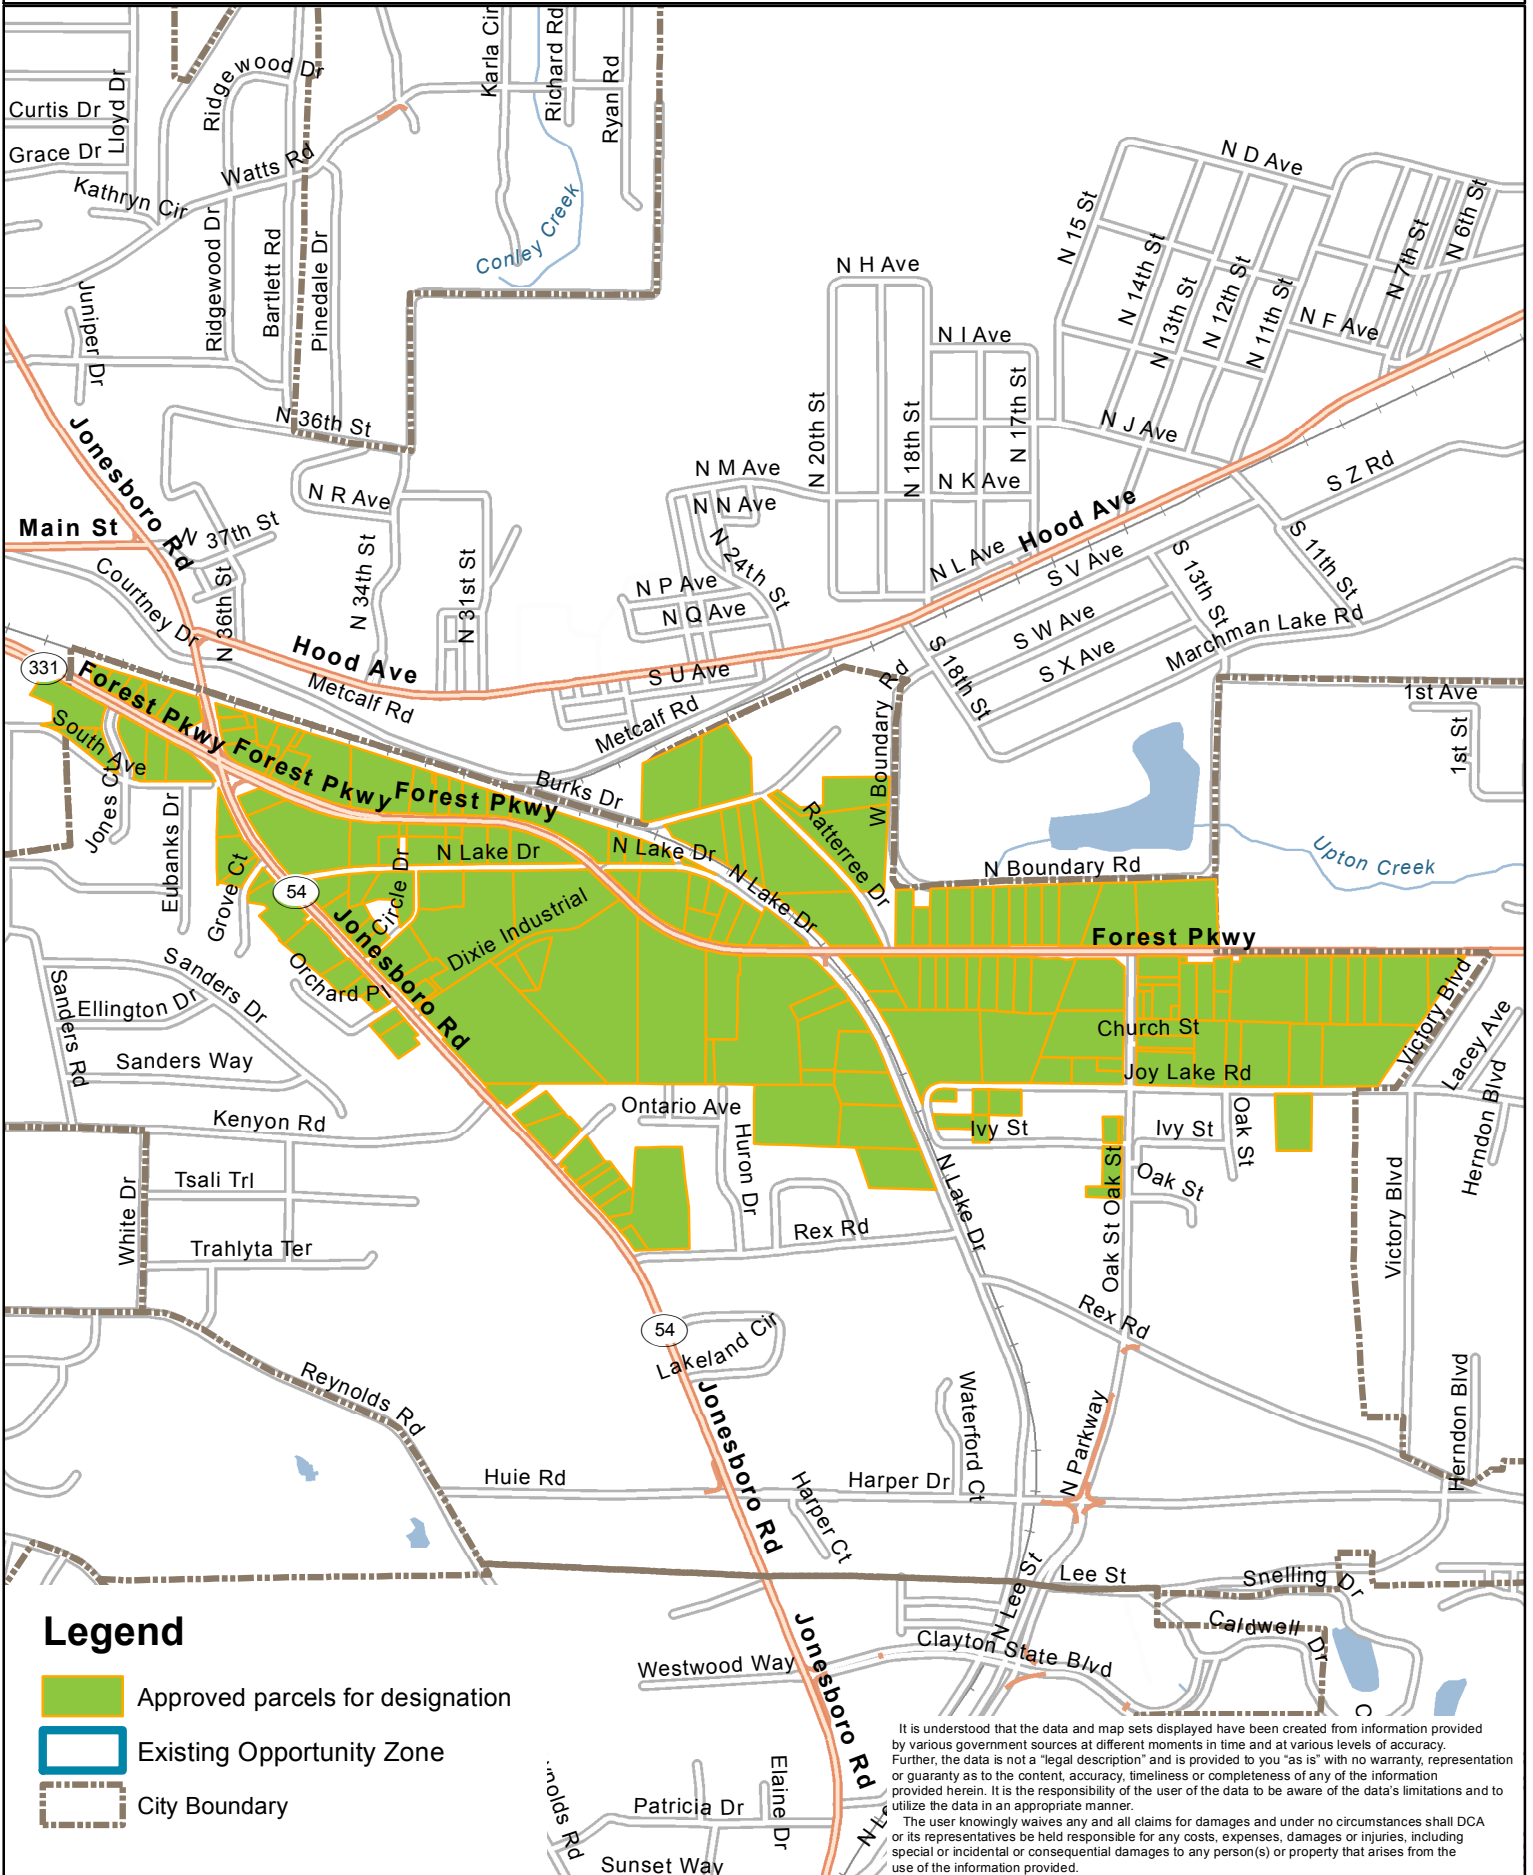 Karla Cir
Richard Rd
Ryan Rd
Ridgewood Dr
Lloyd Dr
Curtis Dr
Grace Dr
Kathryn Cir
Watts Rd
Conley Creek
N D Ave
N 15 St
N 14th St
N 13th St
N 12th St
N 11th St
N 7th St
N 6th St
N F Ave
Ridgewood Dr
Bartlett Rd
Pinedale Dr
Juniper Dr
N H Ave
N I Ave
N 20th St
N 18th St
N 17th St
N J Ave
N 36th St
Jonesboro Rd
N M Ave
N N Ave
N K Ave
S Z Rd
N R Ave
Main St
N 37th St
Hood Ave
N 24th St
N L Ave
S V Ave
S 13th St
S 11th St
Courtney Dr
N 36th St
N 34th St
N 31st St
N P Ave
N Q Ave
S W Ave
S X Ave
Marchman Lake Rd
S 18th St
Hood Ave
S U Ave
331
Metcalf Rd
Metcalf Rd
W Boundary Rd
1st Ave
1st St
Forest Pkwy
South Ave
Forest Pkwy
Forest Pkwy
Burks Dr
Jones Ct
Eubanks Dr
Ratterree Dr
N Lake Dr
N Lake Dr
N Lake Dr
N Boundary Rd
Upton Creek
Grove Ct
54
Circle Dr
Jonesboro Rd
Dixie Industrial
Forest Pkwy
Orchard Pl
Sanders Dr
Ellington Dr
Sanders Rd
Sanders Way
Church St
Victory Blvd
Lacey Ave
Joy Lake Rd
Herndon Blvd
Kenyon Rd
Ontario Ave
Huron Dr
Ivy St
Ivy St
Oak St
Oak St
Oak St
Oak St
Tsali Trl
White Dr
Trahlyta Ter
Rex Rd
N Lake Dr
Victory Blvd
Rex Rd
54
Lakeland Cir
Reynolds Rd
Jonesboro Rd
Waterford Ct
N Parkway
Herndon Blvd
Huie Rd
Harper Dr
Harper Ct
Lee St
Snelling Dr
N Lee St
Caldwell Dr
Clayton State Blvd
Westwood Way
Jonesboro Rd
C
Legend
Approved parcels for designation
Existing Opportunity Zone
City Boundary
nolds Rd
Patricia Dr
Elaine Dr
Sunset Way
It is understood that the data and map sets displayed have been created from information provided
by various government sources at different moments in time and at various levels of accuracy.
Further, the data is not a “legal description” and is provided to you “as is” with no warranty, representation
or guaranty as to the content, accuracy, timeliness or completeness of any of the information
provided herein. It is the responsibility of the user of the data to be aware of the data’s limitations and to
utilize the data in an appropriate manner.
The user knowingly waives any and all claims for damages and under no circumstances shall DCA
or its representatives be held responsible for any costs, expenses, damages or injuries, including
special or incidental or consequential damages to any person(s) or property that arises from the
use of the information provided.